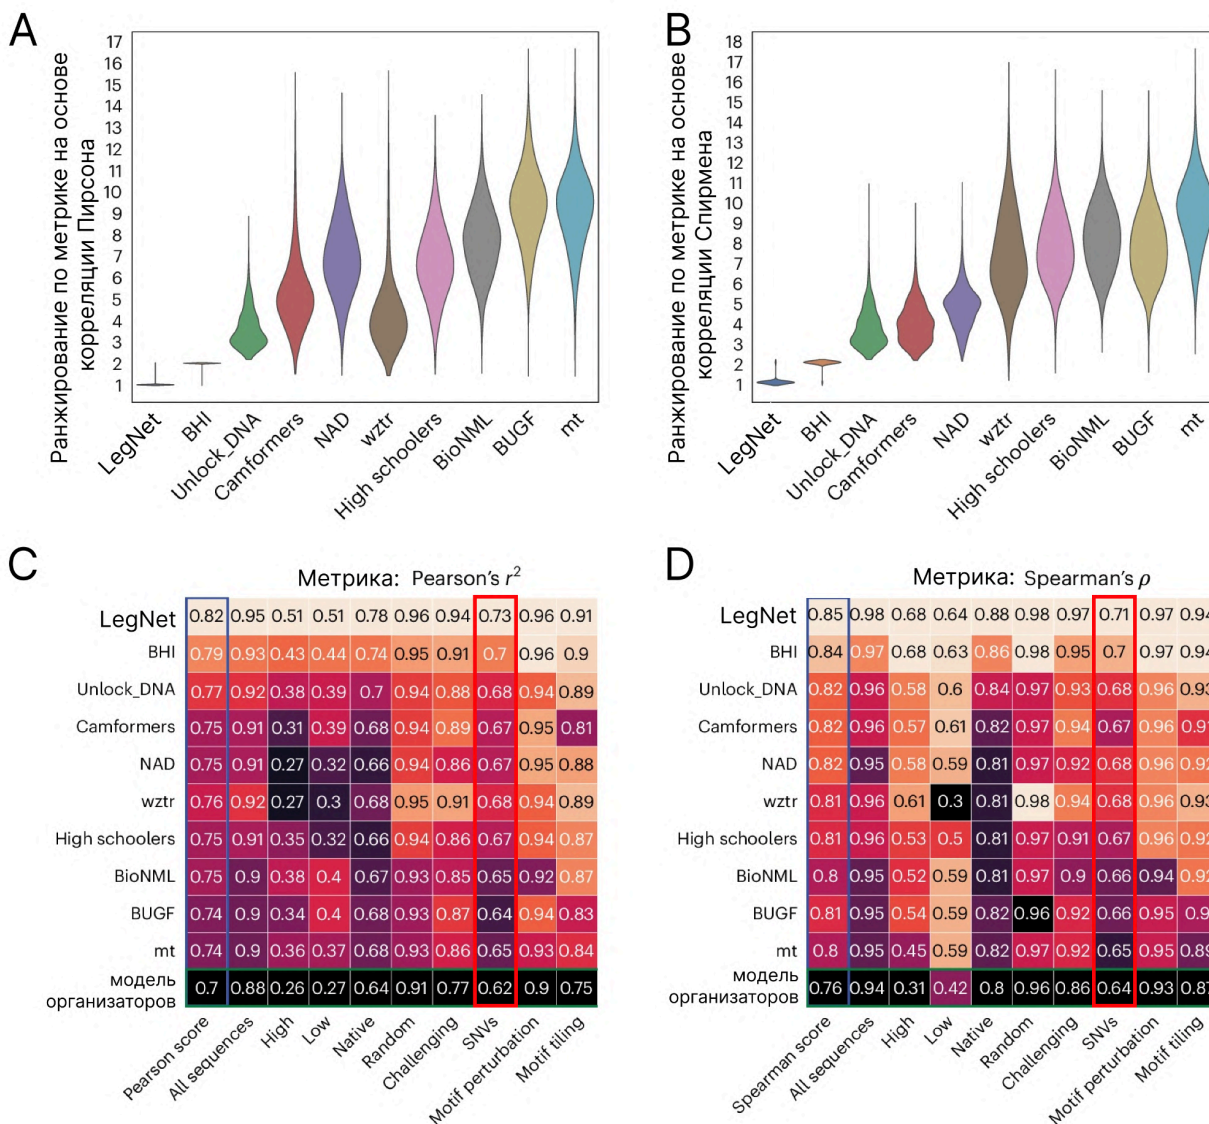 A
Ранжирование по метрике на основе
корреляции Пирсона
17
16
15
14
13
12
11
10
9
8
7
6
5
4
3
2
1
LegNet
BHI
Unlock_DNA
Camformers
NAD
wztr
High schoolers
BioNML
BUGF
mt
B
Ранжирование по метрике на основе
корреляции Спирмена
18
17
16
15
14
13
12
11
10
9
8
7
6
5
4
3
2
1
LegNet
BHI
Unlock_DNA
Camformers
NAD
wztr
High schoolers
BioNML
BUGF
mt
C
Метрика: Pearson's r²
LegNet 0.82 0.95 0.51 0.51 0.78 0.96 0.94 0.73 0.96 0.91
BHI 0.79 0.93 0.43 0.44 0.74 0.95 0.91 0.7 0.96 0.9
Unlock_DNA 0.77 0.92 0.38 0.39 0.7 0.94 0.88 0.68 0.94 0.89
Camformers 0.75 0.91 0.31 0.39 0.68 0.94 0.89 0.67 0.95 0.81
NAD 0.75 0.91 0.27 0.32 0.66 0.94 0.86 0.67 0.95 0.88
wztr 0.76 0.92 0.27 0.3 0.68 0.95 0.91 0.68 0.94 0.89
High schoolers 0.75 0.91 0.35 0.32 0.66 0.94 0.86 0.67 0.94 0.87
BioNML 0.75 0.9 0.38 0.4 0.67 0.93 0.85 0.65 0.92 0.87
BUGF 0.74 0.9 0.34 0.4 0.68 0.93 0.87 0.64 0.94 0.83
mt 0.74 0.9 0.36 0.37 0.68 0.93 0.86 0.65 0.93 0.84
модель
организаторов 0.7 0.88 0.26 0.27 0.64 0.91 0.77 0.62 0.9 0.75
Pearson score
All sequences
High
Low
Native
Random
Challenging
SNVs
Motif perturbation
Motif tiling
D
Метрика: Spearman's ρ
LegNet 0.85 0.98 0.68 0.64 0.88 0.98 0.97 0.71 0.97 0.94
BHI 0.84 0.97 0.68 0.63 0.86 0.98 0.95 0.7 0.97 0.94
Unlock_DNA 0.82 0.96 0.58 0.6 0.84 0.97 0.93 0.68 0.96 0.93
Camformers 0.82 0.96 0.57 0.61 0.82 0.97 0.94 0.67 0.96 0.91
NAD 0.82 0.95 0.58 0.59 0.81 0.97 0.92 0.68 0.96 0.92
wztr 0.81 0.96 0.61 0.3 0.81 0.98 0.94 0.68 0.96 0.93
High schoolers 0.81 0.96 0.53 0.5 0.81 0.97 0.91 0.67 0.96 0.92
BioNML 0.8 0.95 0.52 0.59 0.81 0.97 0.9 0.66 0.94 0.92
BUGF 0.81 0.95 0.54 0.59 0.82 0.96 0.92 0.66 0.95 0.9
mt 0.8 0.95 0.45 0.59 0.82 0.97 0.92 0.65 0.95 0.89
модель
организаторов 0.76 0.94 0.31 0.42 0.8 0.96 0.86 0.64 0.93 0.87
Spearman score
All sequences
High
Low
Native
Random
Challenging
SNVs
Motif perturbation
Motif tiling